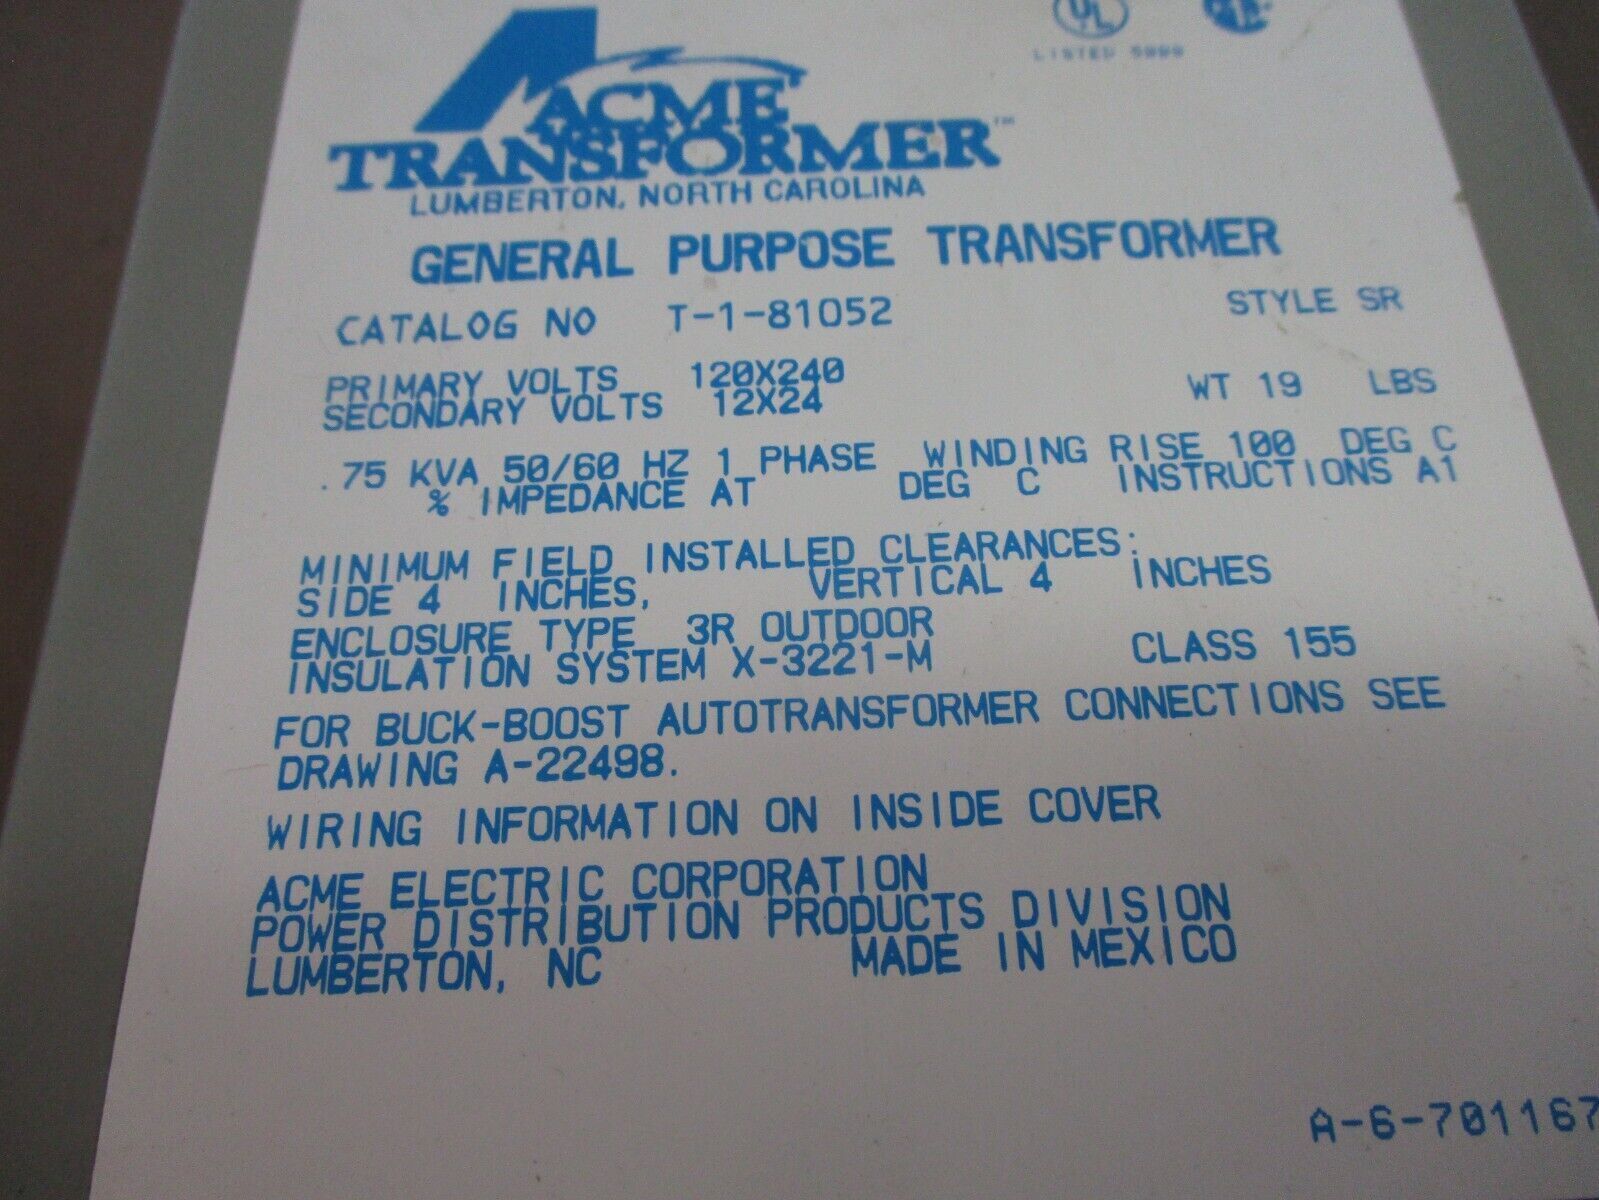 UL
LISTED 5999
ACME
TRANSFORMER™
LUMBERTON, NORTH CAROLINA
GENERAL PURPOSE TRANSFORMER
CATALOG NO T-1-81052 STYLE SR
PRIMARY VOLTS 120X240
SECONDARY VOLTS 12X24 WT 19 LBS
.75 KVA 50/60 HZ 1 PHASE WINDING RISE 100 DEG C
% IMPEDANCE AT DEG C INSTRUCTIONS A1
MINIMUM FIELD INSTALLED CLEARANCES:
SIDE 4 INCHES, VERTICAL 4 INCHES
ENCLOSURE TYPE 3R OUTDOOR
INSULATION SYSTEM X-3221-M CLASS 155
FOR BUCK-BOOST AUTOTRANSFORMER CONNECTIONS SEE
DRAWING A-22498.
WIRING INFORMATION ON INSIDE COVER
ACME ELECTRIC CORPORATION
POWER DISTRIBUTION PRODUCTS DIVISION
LUMBERTON, NC MADE IN MEXICO
A-6-701167